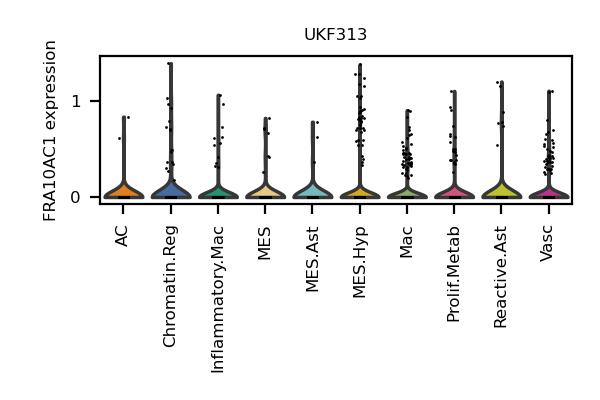 UKF313
FRA10AC1 expression
1
0
AC
Chromatin.Reg
Inflammatory.Mac
MES
MES.Ast
MES.Hyp
Mac
Prolif.Metab
Reactive.Ast
Vasc